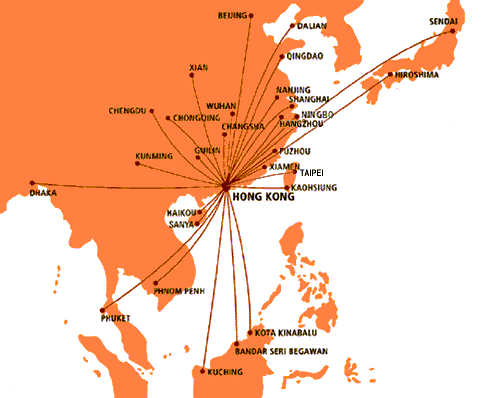 BEIJING
DALIAN
SENDAI
QINGDAO
XIAN
HIROSHIMA
NANJING
SHANGHAI
WUHAN
CHENGDU
CHONGQING
NINGBO
HANGZHOU
CHANGSHA
GUILIN
FUZHOU
KUNMING
XIAMEN
TAIPEI
DHAKA
KAOHSIUNG
HONG KONG
HAIKOU
SANYA
PHNOM PENH
PHUKET
KOTA KINABALU
BANDAR SERI BEGAWAN
KUCHING